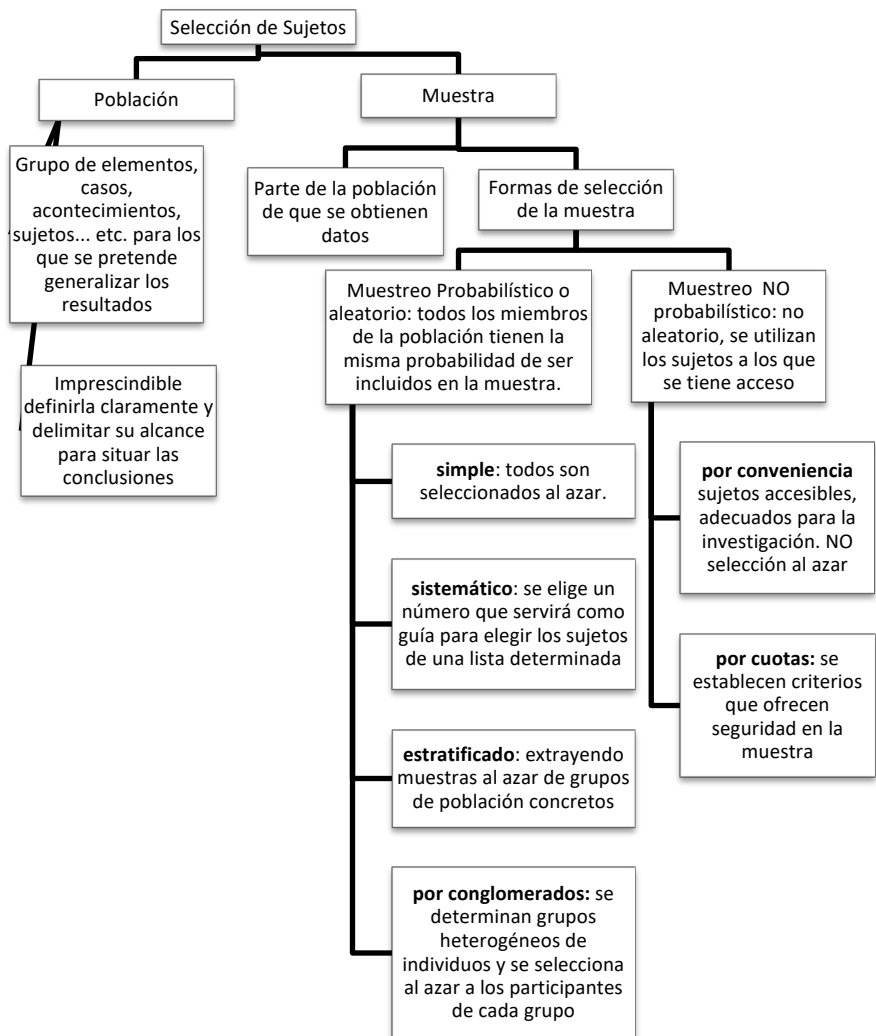 Selección de Sujetos
Población
Muestra
Grupo de elementos,
casos,
acontecimientos,
sujetos... etc. para los
que se pretende
generalizar los
resultados
Imprescindible
definirla claramente y
delimitar su alcance
para situar las
conclusiones
Parte de la población
de que se obtienen
datos
Formas de selección
de la muestra
Muestreo Probabilístico o
aleatorio: todos los miembros
de la población tienen la
misma probabilidad de ser
incluidos en la muestra.
simple: todos son
seleccionados al azar.
sistemático: se elige un
número que servirá como
guía para elegir los sujetos
de una lista determinada
estratificado: extrayendo
muestras al azar de grupos
de población concretos
por conglomerados: se
determinan grupos
heterogéneos de
individuos y se selecciona
al azar a los participantes
de cada grupo
Muestreo NO
probabilístico: no
aleatorio, se utilizan
los sujetos a los que
se tiene acceso
por conveniencia
sujetos accesibles,
adecuados para la
investigación. NO
selección al azar
por cuotas: se
establecen criterios
que ofrecen
seguridad en la
muestra